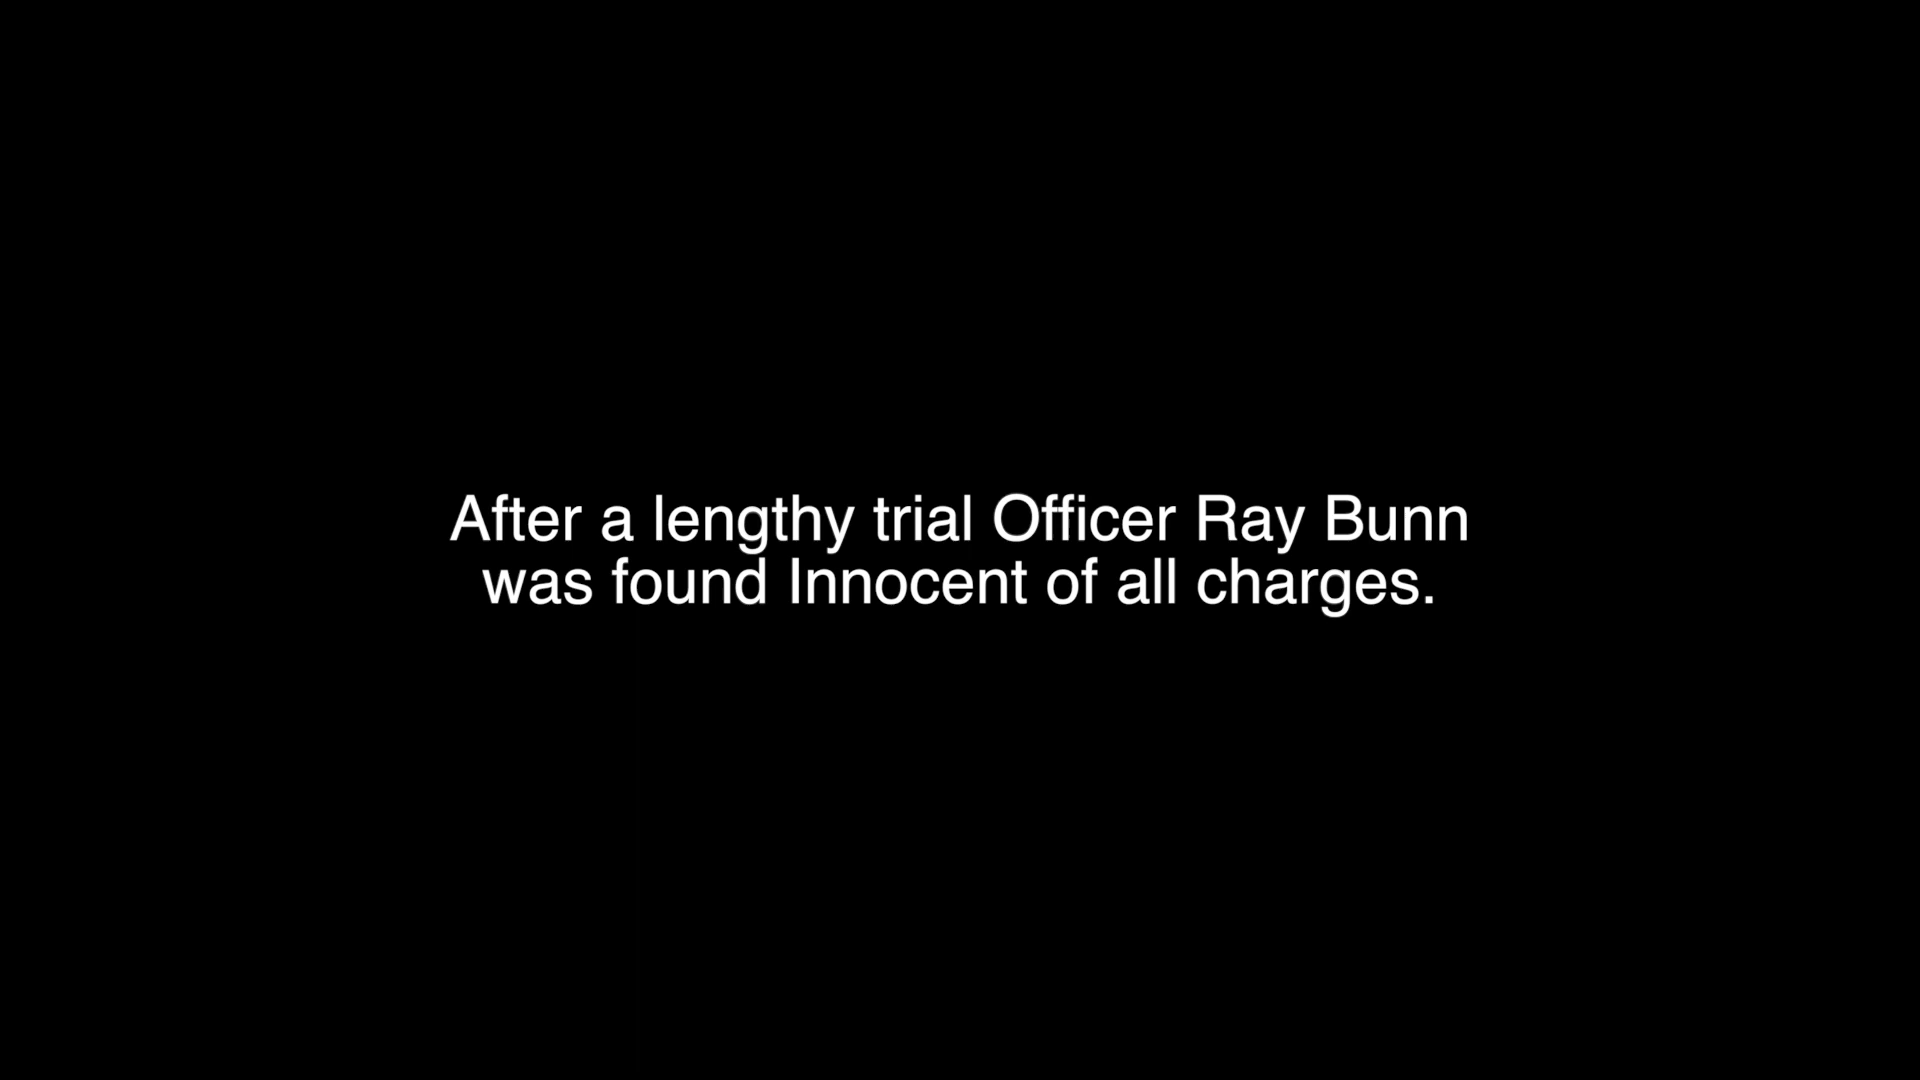 After a lengthy trial Officer Ray Bunn
was found Innocent of all charges.